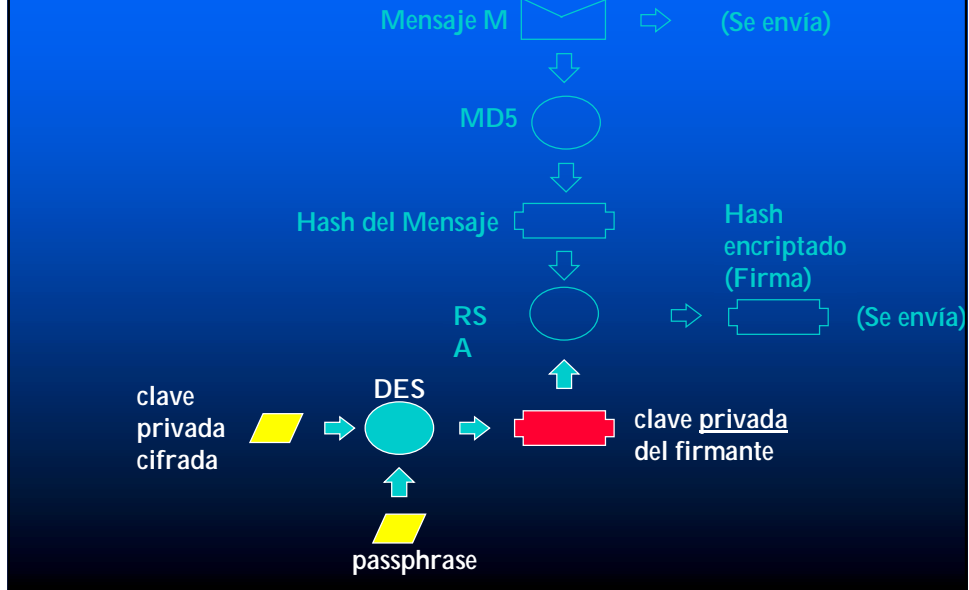 Mensaje M
(Se envía)
MD5
Hash del Mensaje
Hash
encriptado
(Firma)
RS
A
(Se envía)
DES
clave
privada
cifrada
clave privada
del firmante
passphrase